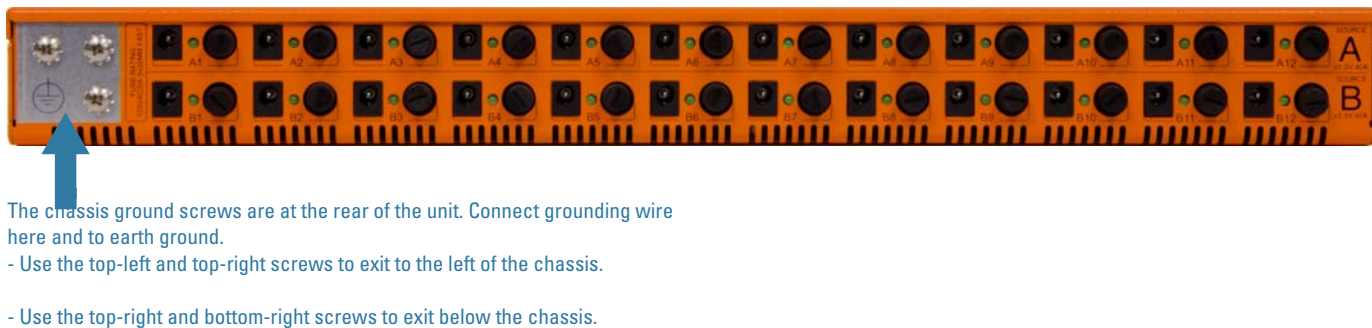 SOURCE
A1 A2 A3 A4 A5 A6 A7 A8 A9 A10 A11 A12 A
FUSE RATING
SOURCE
B1 B2 B3 B4 B5 B6 B7 B8 B9 B10 B11 B12 B
The chassis ground screws are at the rear of the unit. Connect grounding wire
here and to earth ground.
- Use the top-left and top-right screws to exit to the left of the chassis.
- Use the top-right and bottom-right screws to exit below the chassis.